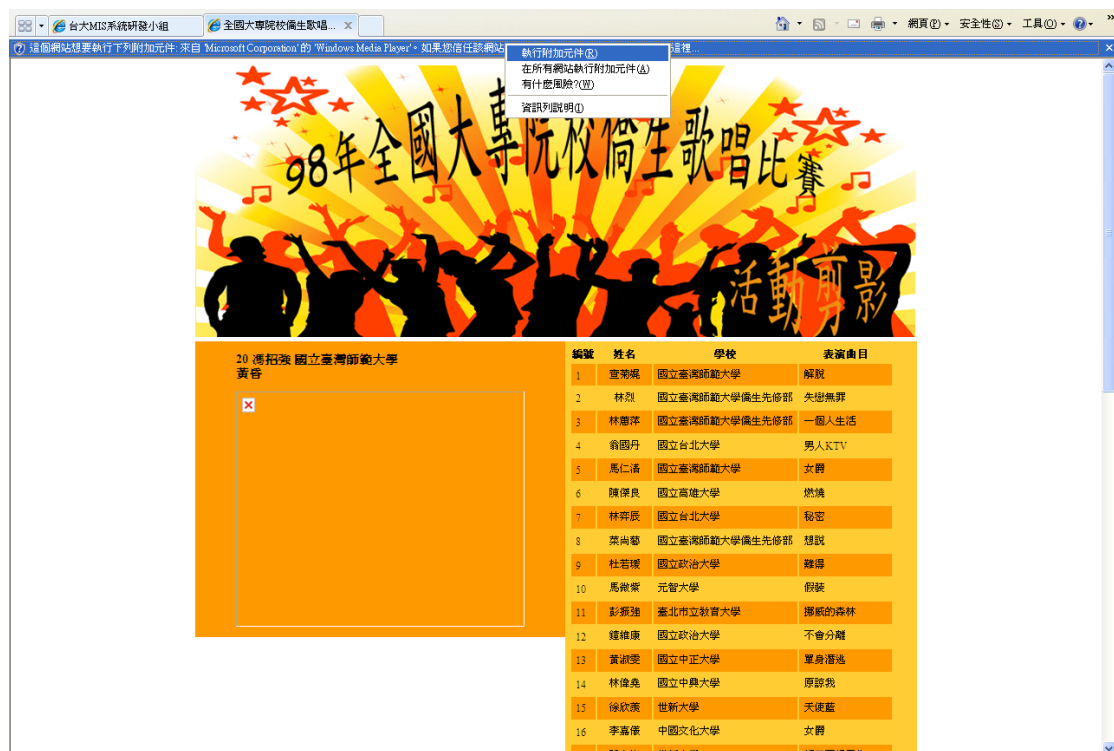 台大MIS系統研發小組
全國大專院校僑生歌唱... x
網頁(P) 安全性(S) 工具(O) »
這個網站想要執行下列附加元件: 來自 'Microsoft Corporation' 的 'Windows Media Player'。如果您信任該網站
這裡...
執行附加元件(R)
在所有網站執行附加元件(A)
有什麼風險?(W)
資訊列說明(I)
98年全國大專院校僑生歌唱比賽
活動剪影
20 馮招強 國立臺灣師範大學
黃昏
編號 姓名 學校 表演曲目
1 查菊娓 國立臺灣師範大學 解脫
2 林烈 國立臺灣師範大學僑生先修部 失戀無罪
3 林蕙萍 國立臺灣師範大學僑生先修部 一個人生活
4 翁國丹 國立台北大學 男人KTV
5 馬仁潘 國立臺灣師範大學 女爵
6 陳傑良 國立高雄大學 燃燒
7 林弈辰 國立台北大學 秘密
8 葉尚藝 國立臺灣師範大學僑生先修部 想說
9 杜若璦 國立政治大學 難得
10 馬薇紫 元智大學 假裝
11 彭振強 臺北市立教育大學 挪威的森林
12 鐘維康 國立政治大學 不會分離
13 黃淑雯 國立中正大學 單身潛逃
14 林偉堯 國立中興大學 原諒我
15 徐欣羨 世新大學 天使藍
16 李嘉儀 中國文化大學 女爵